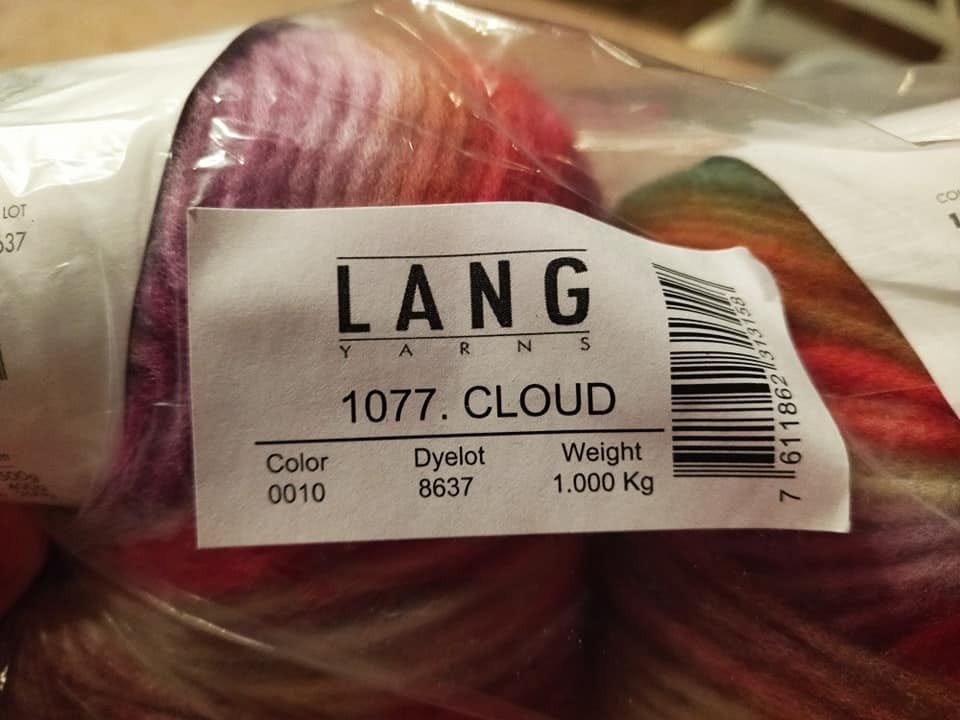 LANG
YARNS
1077. CLOUD
Color Dyelot Weight
0010 8637 1.000 Kg
7 611862 313158
LOT
637